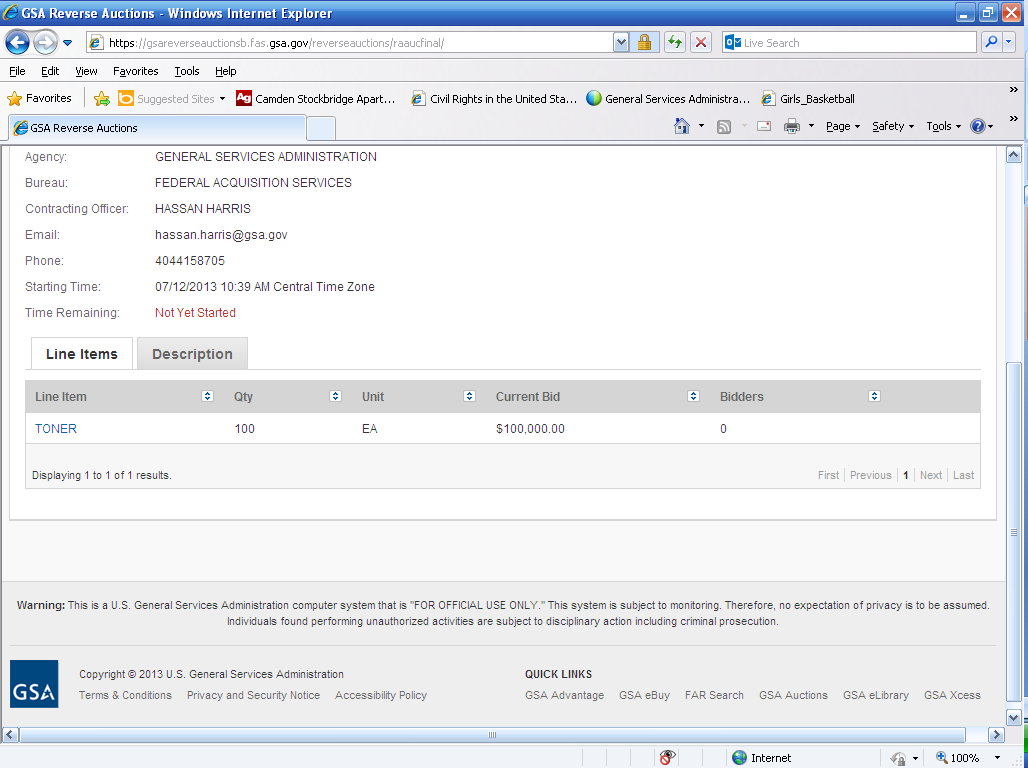 GSA Reverse Auctions - Windows Internet Explorer
https://gsareverseauctionsb.fas.gsa.gov/reverseauctions/raaucfinal/
Live Search
File Edit View Favorites Tools Help
Favorites Suggested Sites Camden Stockbridge Apart... Civil Rights in the United Sta... General Services Administra... Girls_Basketball
GSA Reverse Auctions
Page Safety Tools
Agency: GENERAL SERVICES ADMINISTRATION
Bureau: FEDERAL ACQUISITION SERVICES
Contracting Officer: HASSAN HARRIS
Email: hassan.harris@gsa.gov
Phone: 4044158705
Starting Time: 07/12/2013 10:39 AM Central Time Zone
Time Remaining: Not Yet Started
Line Items Description
Line Item Qty Unit Current Bid Bidders
TONER 100 EA $100,000.00 0
Displaying 1 to 1 of 1 results. First Previous 1 Next Last
Warning: This is a U.S. General Services Administration computer system that is "FOR OFFICIAL USE ONLY." This system is subject to monitoring. Therefore, no expectation of privacy is to be assumed.
Individuals found performing unauthorized activities are subject to disciplinary action including criminal prosecution.
GSA
Copyright © 2013 U.S. General Services Administration QUICK LINKS
Terms & Conditions Privacy and Security Notice Accessibility Policy GSA Advantage GSA eBuy FAR Search GSA Auctions GSA eLibrary GSA Xcess
Internet 100%